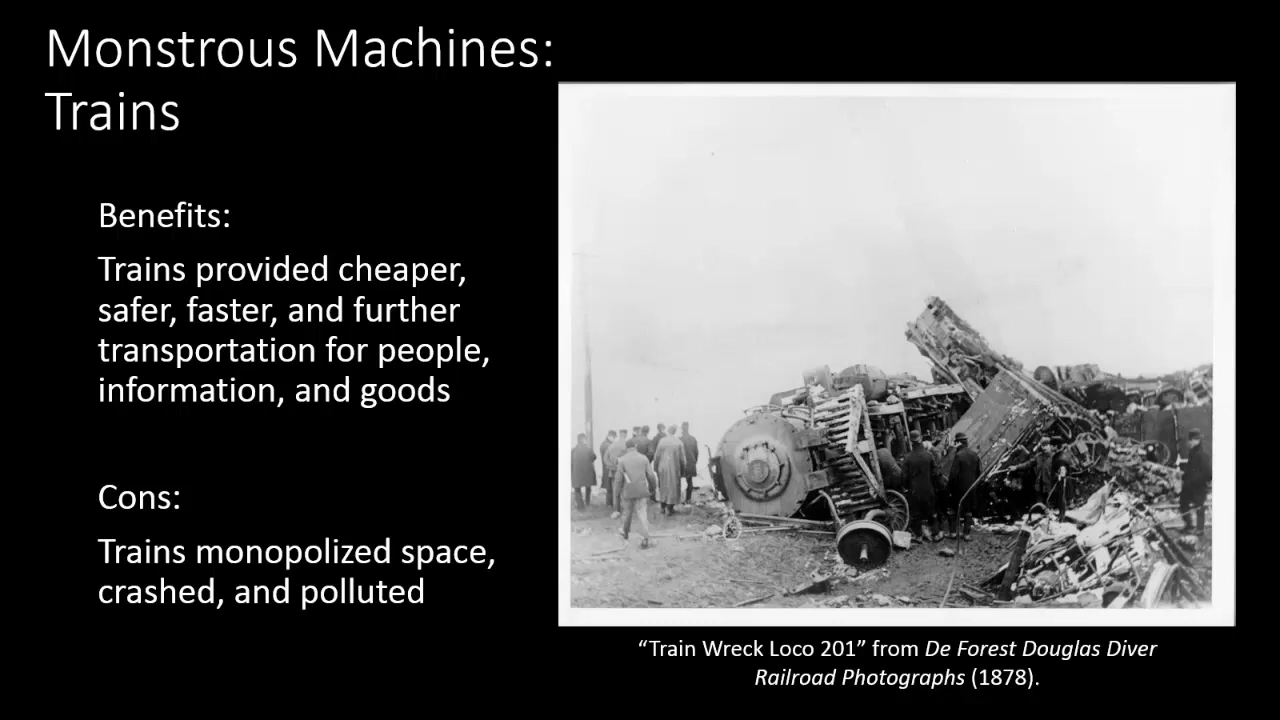 Monstrous Machines:
Trains
Benefits:
Trains provided cheaper,
safer, faster, and further
transportation for people,
information, and goods
Cons:
Trains monopolized space,
crashed, and polluted
“Train Wreck Loco 201” from De Forest Douglas Diver
Railroad Photographs (1878).